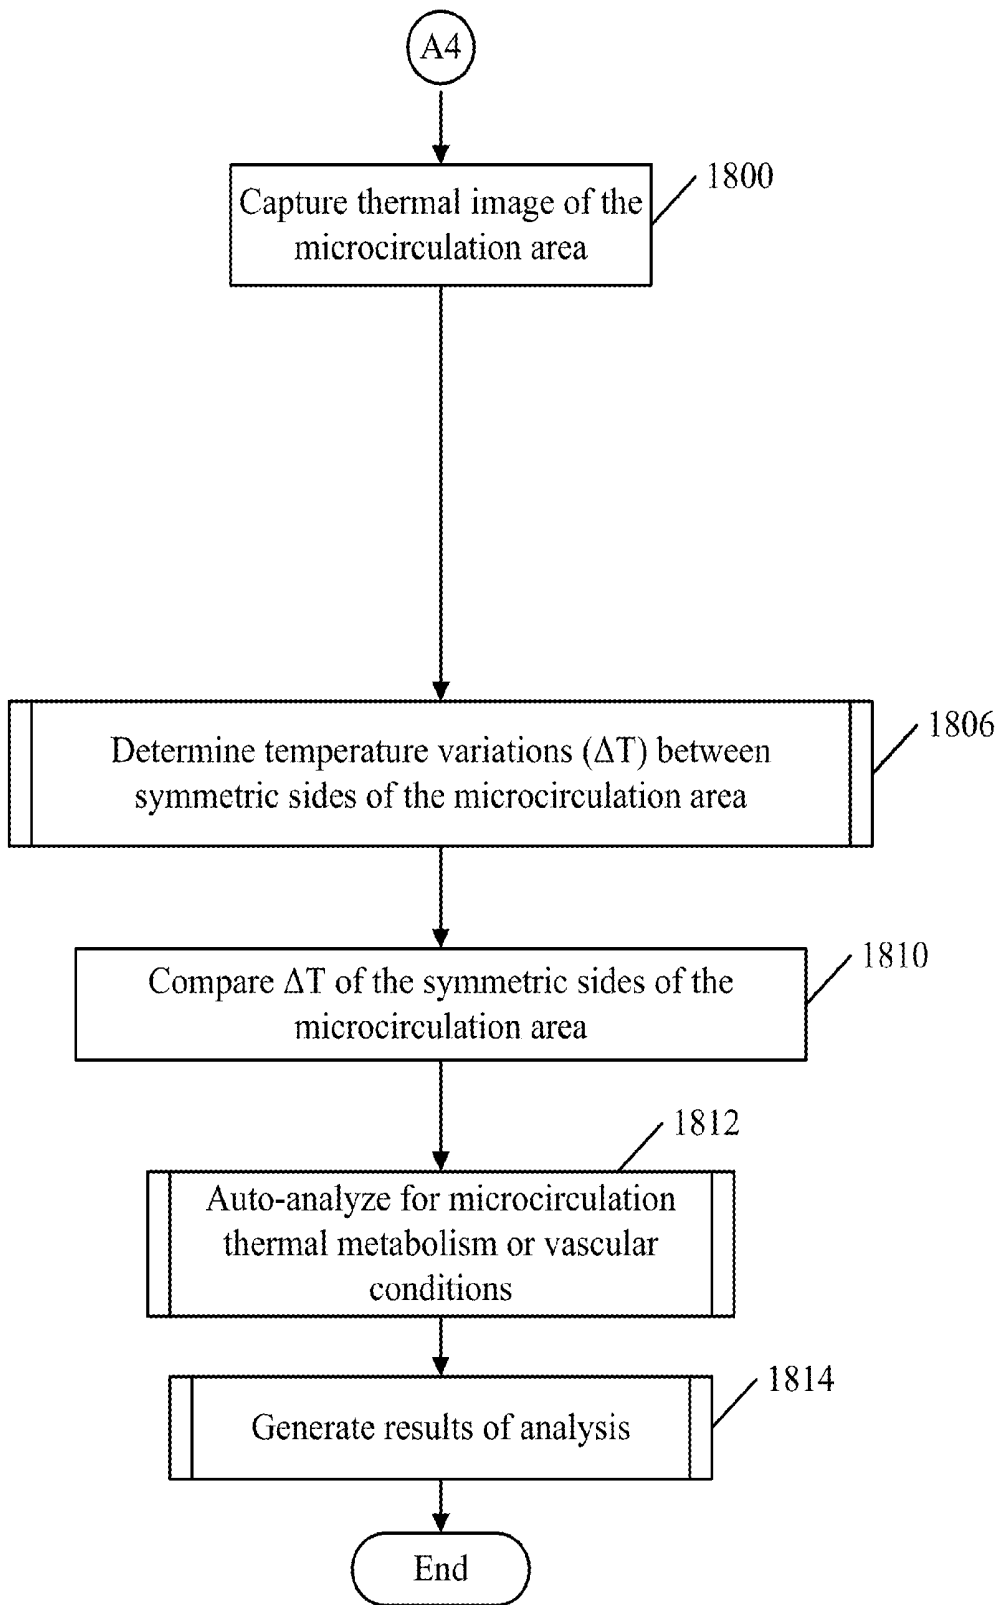 A4
1800
Capture thermal image of the
microcirculation area
1806
Determine temperature variations (ΔT) between
symmetric sides of the microcirculation area
1810
Compare ΔT of the symmetric sides of the
microcirculation area
1812
Auto-analyze for microcirculation
thermal metabolism or vascular
conditions
1814
Generate results of analysis
End